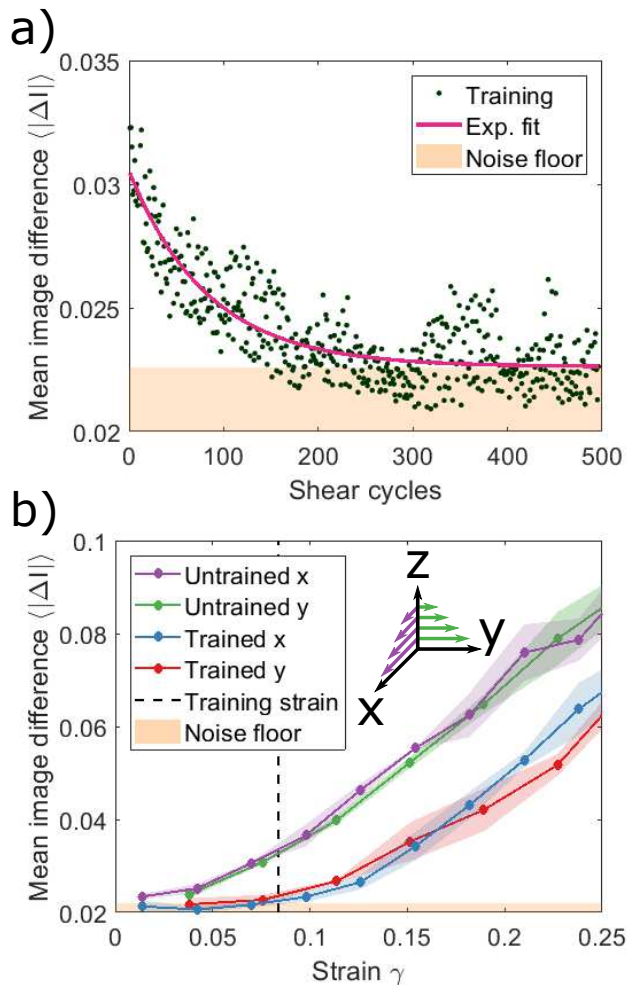 a)
0.035
0.03
0.025
0.02
Mean image difference ⟨|ΔI|⟩
Training
Exp. fit
Noise floor
0 100 200 300 400 500
Shear cycles
b)
0.1
0.08
0.06
0.04
0.02
Mean image difference ⟨|ΔI|⟩
Untrained x
Untrained y
Trained x
Trained y
Training strain
Noise floor
z
y
x
0 0.05 0.1 0.15 0.2 0.25
Strain γ